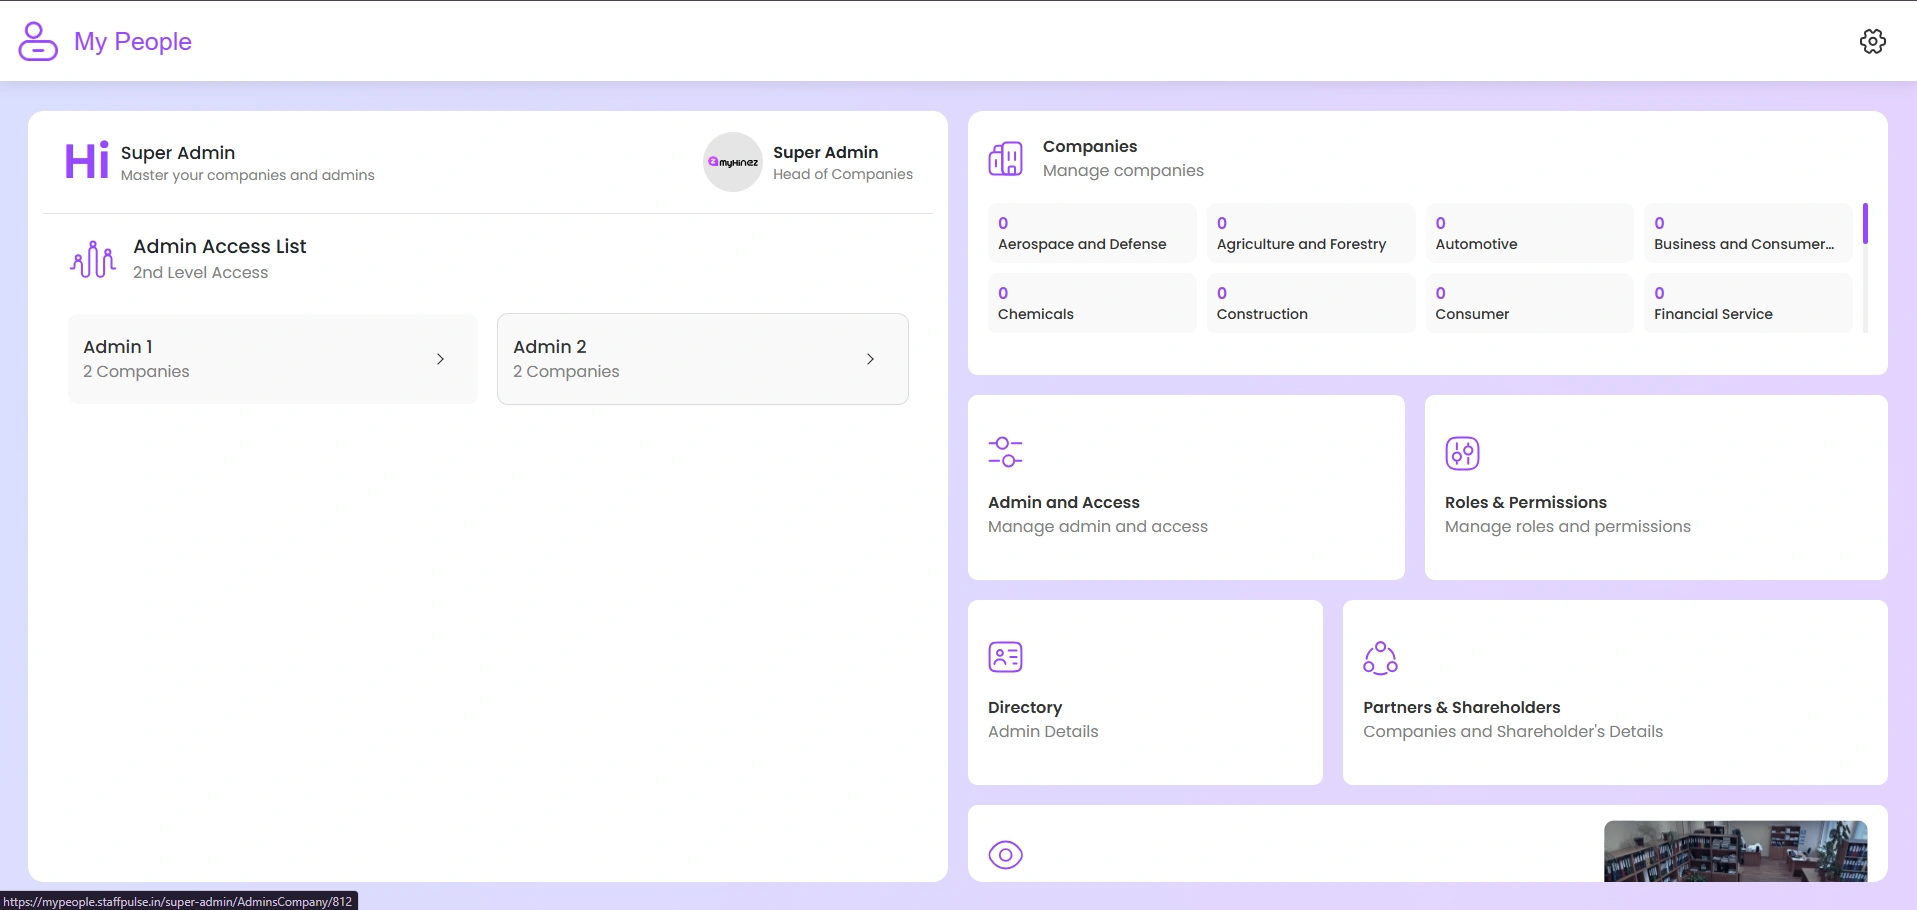 My People
Hi
Super Admin
Master your companies and admins
myHinez
Super Admin
Head of Companies
Admin Access List
2nd Level Access
Admin 1
2 Companies
Admin 2
2 Companies
Companies
Manage companies
0
Aerospace and Defense
0
Agriculture and Forestry
0
Automotive
0
Business and Consumer...
0
Chemicals
0
Construction
0
Consumer
0
Financial Service
Admin and Access
Manage admin and access
Roles & Permissions
Manage roles and permissions
Directory
Admin Details
Partners & Shareholders
Companies and Shareholder's Details
https://mypeople.staffpulse.in/super-admin/AdminsCompany/812